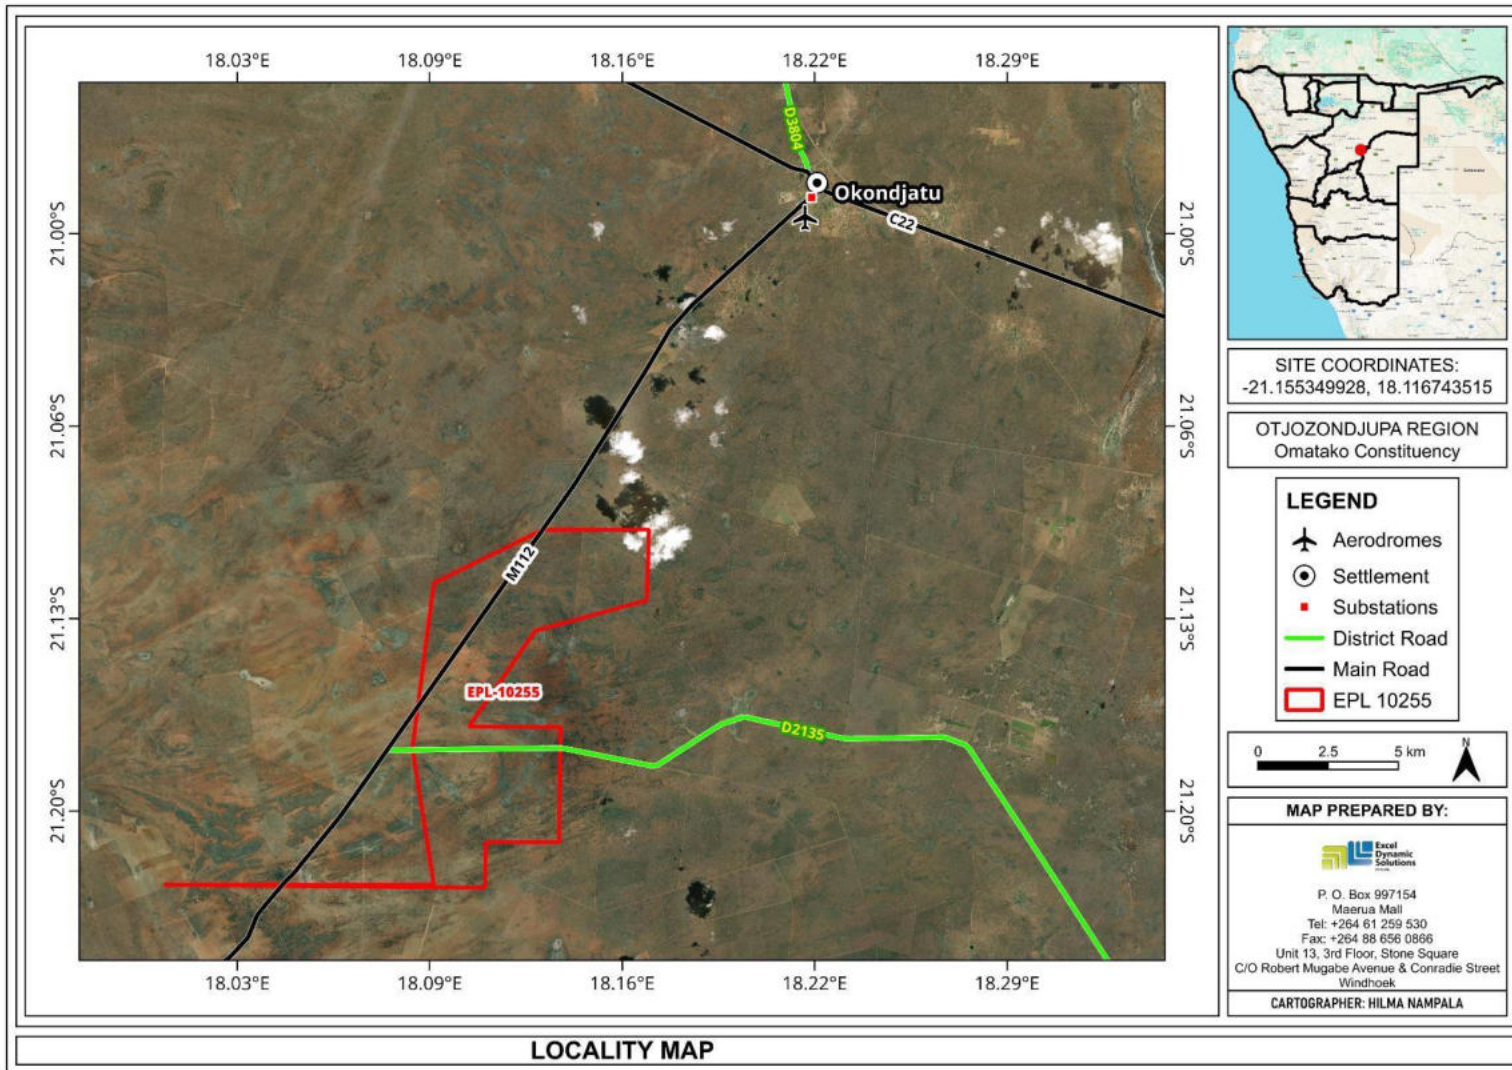 18.03°E
18.09°E
18.16°E
18.22°E
18.29°E
21.00°S
21.06°S
21.13°S
21.20°S
D3804
Okondjatu
C22
M112
EPL-10255
D2135
21.00°S
21.06°S
21.13°S
21.20°S
18.03°E
18.09°E
18.16°E
18.22°E
18.29°E
SITE COORDINATES:
-21.155349928, 18.116743515
OTJOZONDJUPA REGION
Omatako Constituency
LEGEND
Aerodromes
Settlement
Substations
District Road
Main Road
EPL 10255
0 2.5 5 km
N
MAP PREPARED BY:
Excel
Dynamic
Solutions
P. O. Box 997154
Maerua Mall
Tel: +264 61 259 530
Fax: +264 88 656 0866
Unit 13, 3rd Floor, Stone Square
C/O Robert Mugabe Avenue & Conradie Street
Windhoek
CARTOGRAPHER: HILMA NAMPALA
LOCALITY MAP